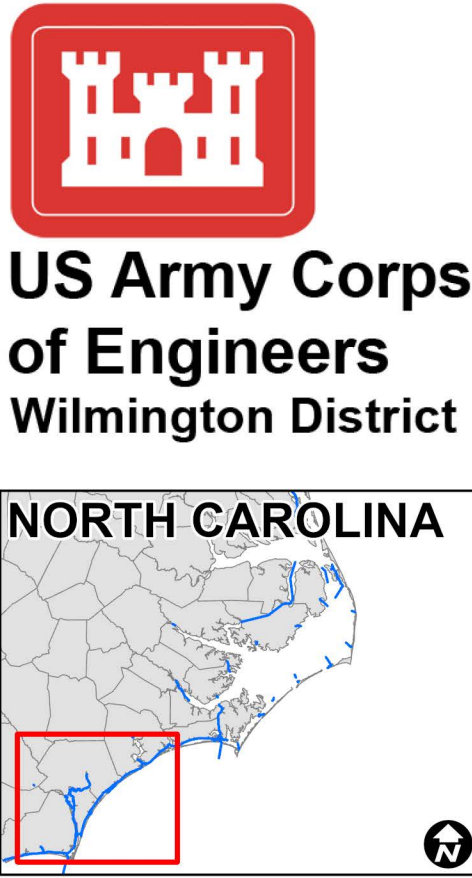 US Army Corps
of Engineers
Wilmington District
NORTH CAROLINA
N